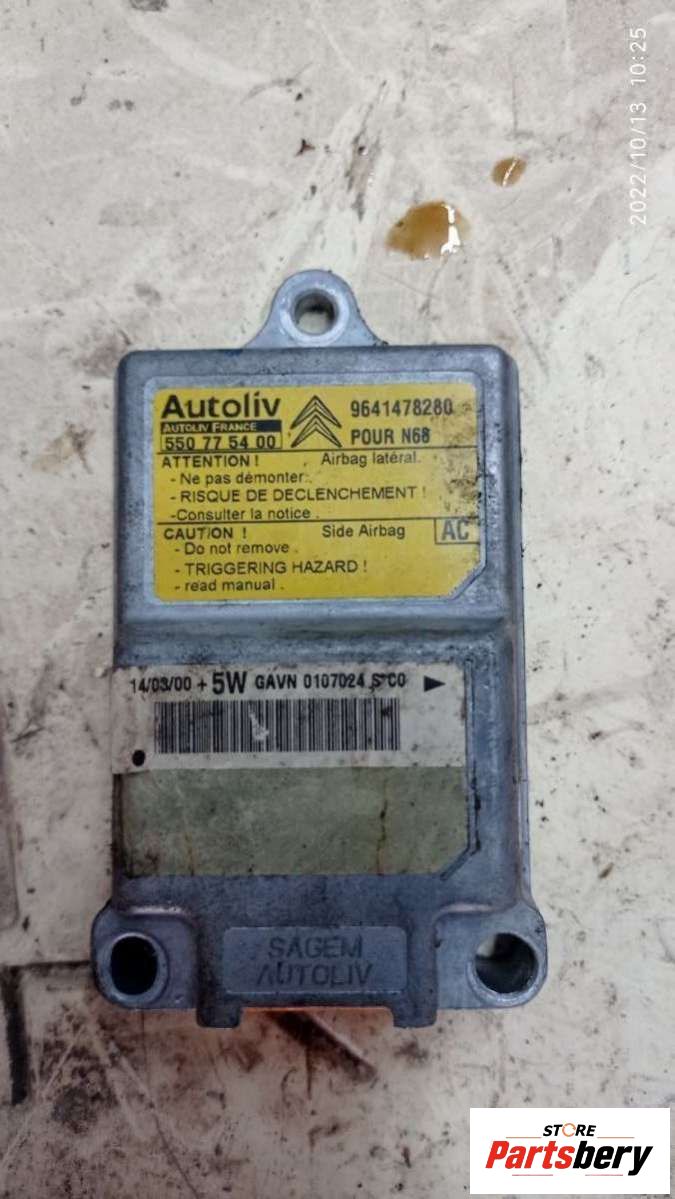 2022/10/13 10:25
Autoliv
AUTOLIV FRANCE
550 77 54 00
9641478280
POUR N68
ATTENTION ! Airbag latéral.
- Ne pas démonter.
- RISQUE DE DECLENCHEMENT !
-Consulter la notice .
CAUTION ! Side Airbag AC
- Do not remove .
- TRIGGERING HAZARD !
- read manual .
14/03/00 + 5W GAVN 0107024 S*C0
SAGEM
AUTOLIV
STORE
Partsbery